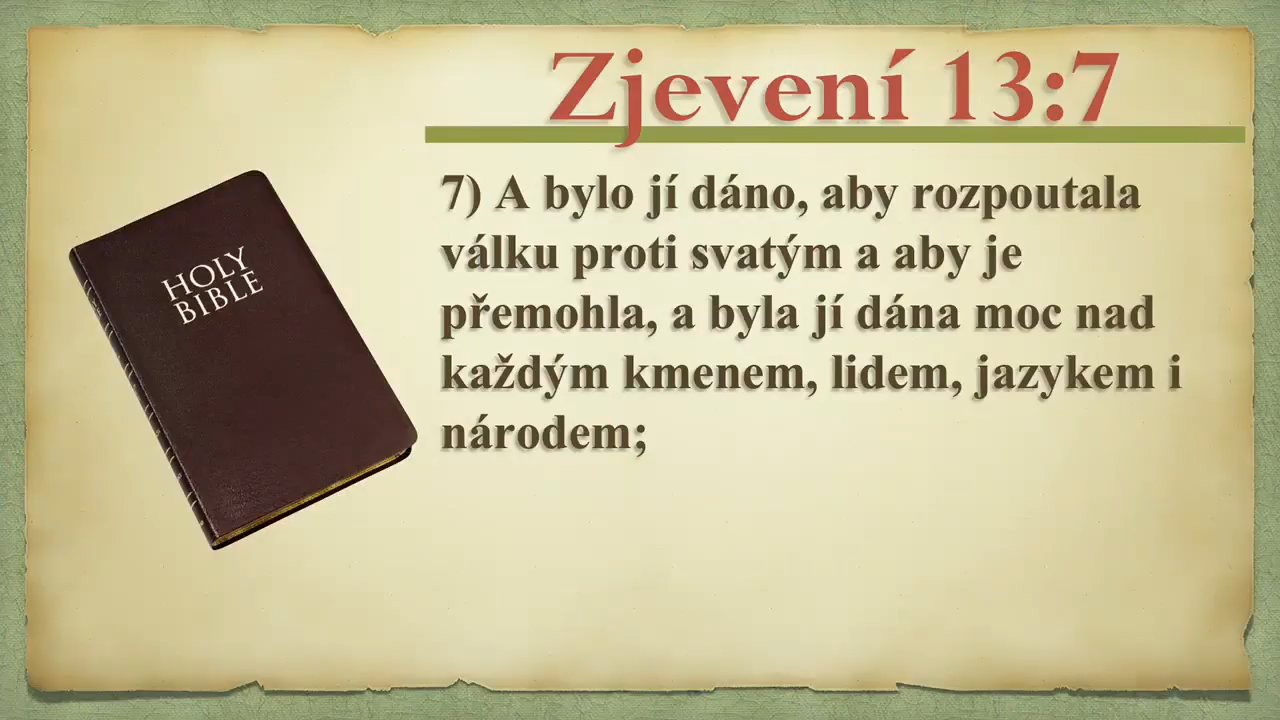 Zjevení 13:7
HOLY
BIBLE
7) A bylo jí dáno, aby rozpoutala
válku proti svatým a aby je
přemohla, a byla jí dána moc nad
každým kmenem, lidem, jazykem i
národem;